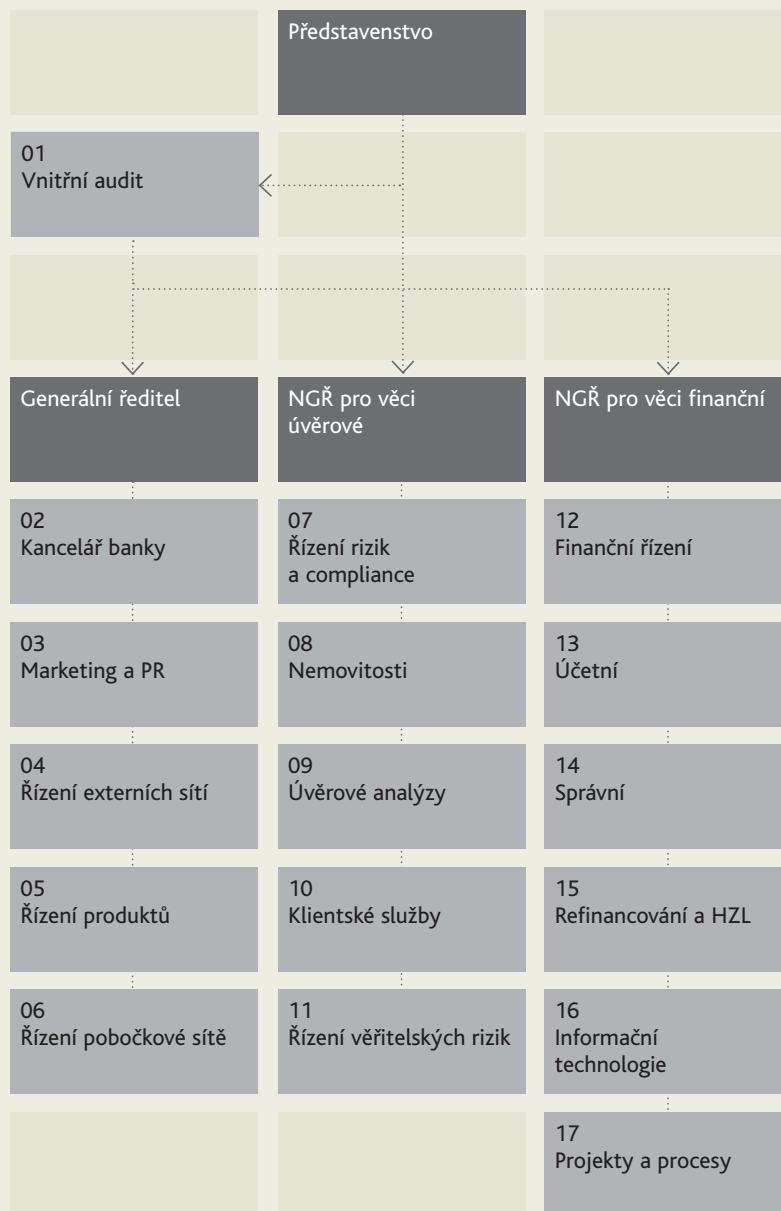 Představenstvo
01
Vnitřní audit
Generální ředitel
NGŘ pro věci
úvěrové
NGŘ pro věci finanční
02
Kancelář banky
07
Řízení rizik
a compliance
12
Finanční řízení
03
Marketing a PR
08
Nemovitosti
13
Účetní
04
Řízení externích sítí
09
Úvěrové analýzy
14
Správní
05
Řízení produktů
10
Klientské služby
15
Refinancování a HZL
06
Řízení pobočkové sítě
11
Řízení věřitelských rizik
16
Informační
technologie
17
Projekty a procesy